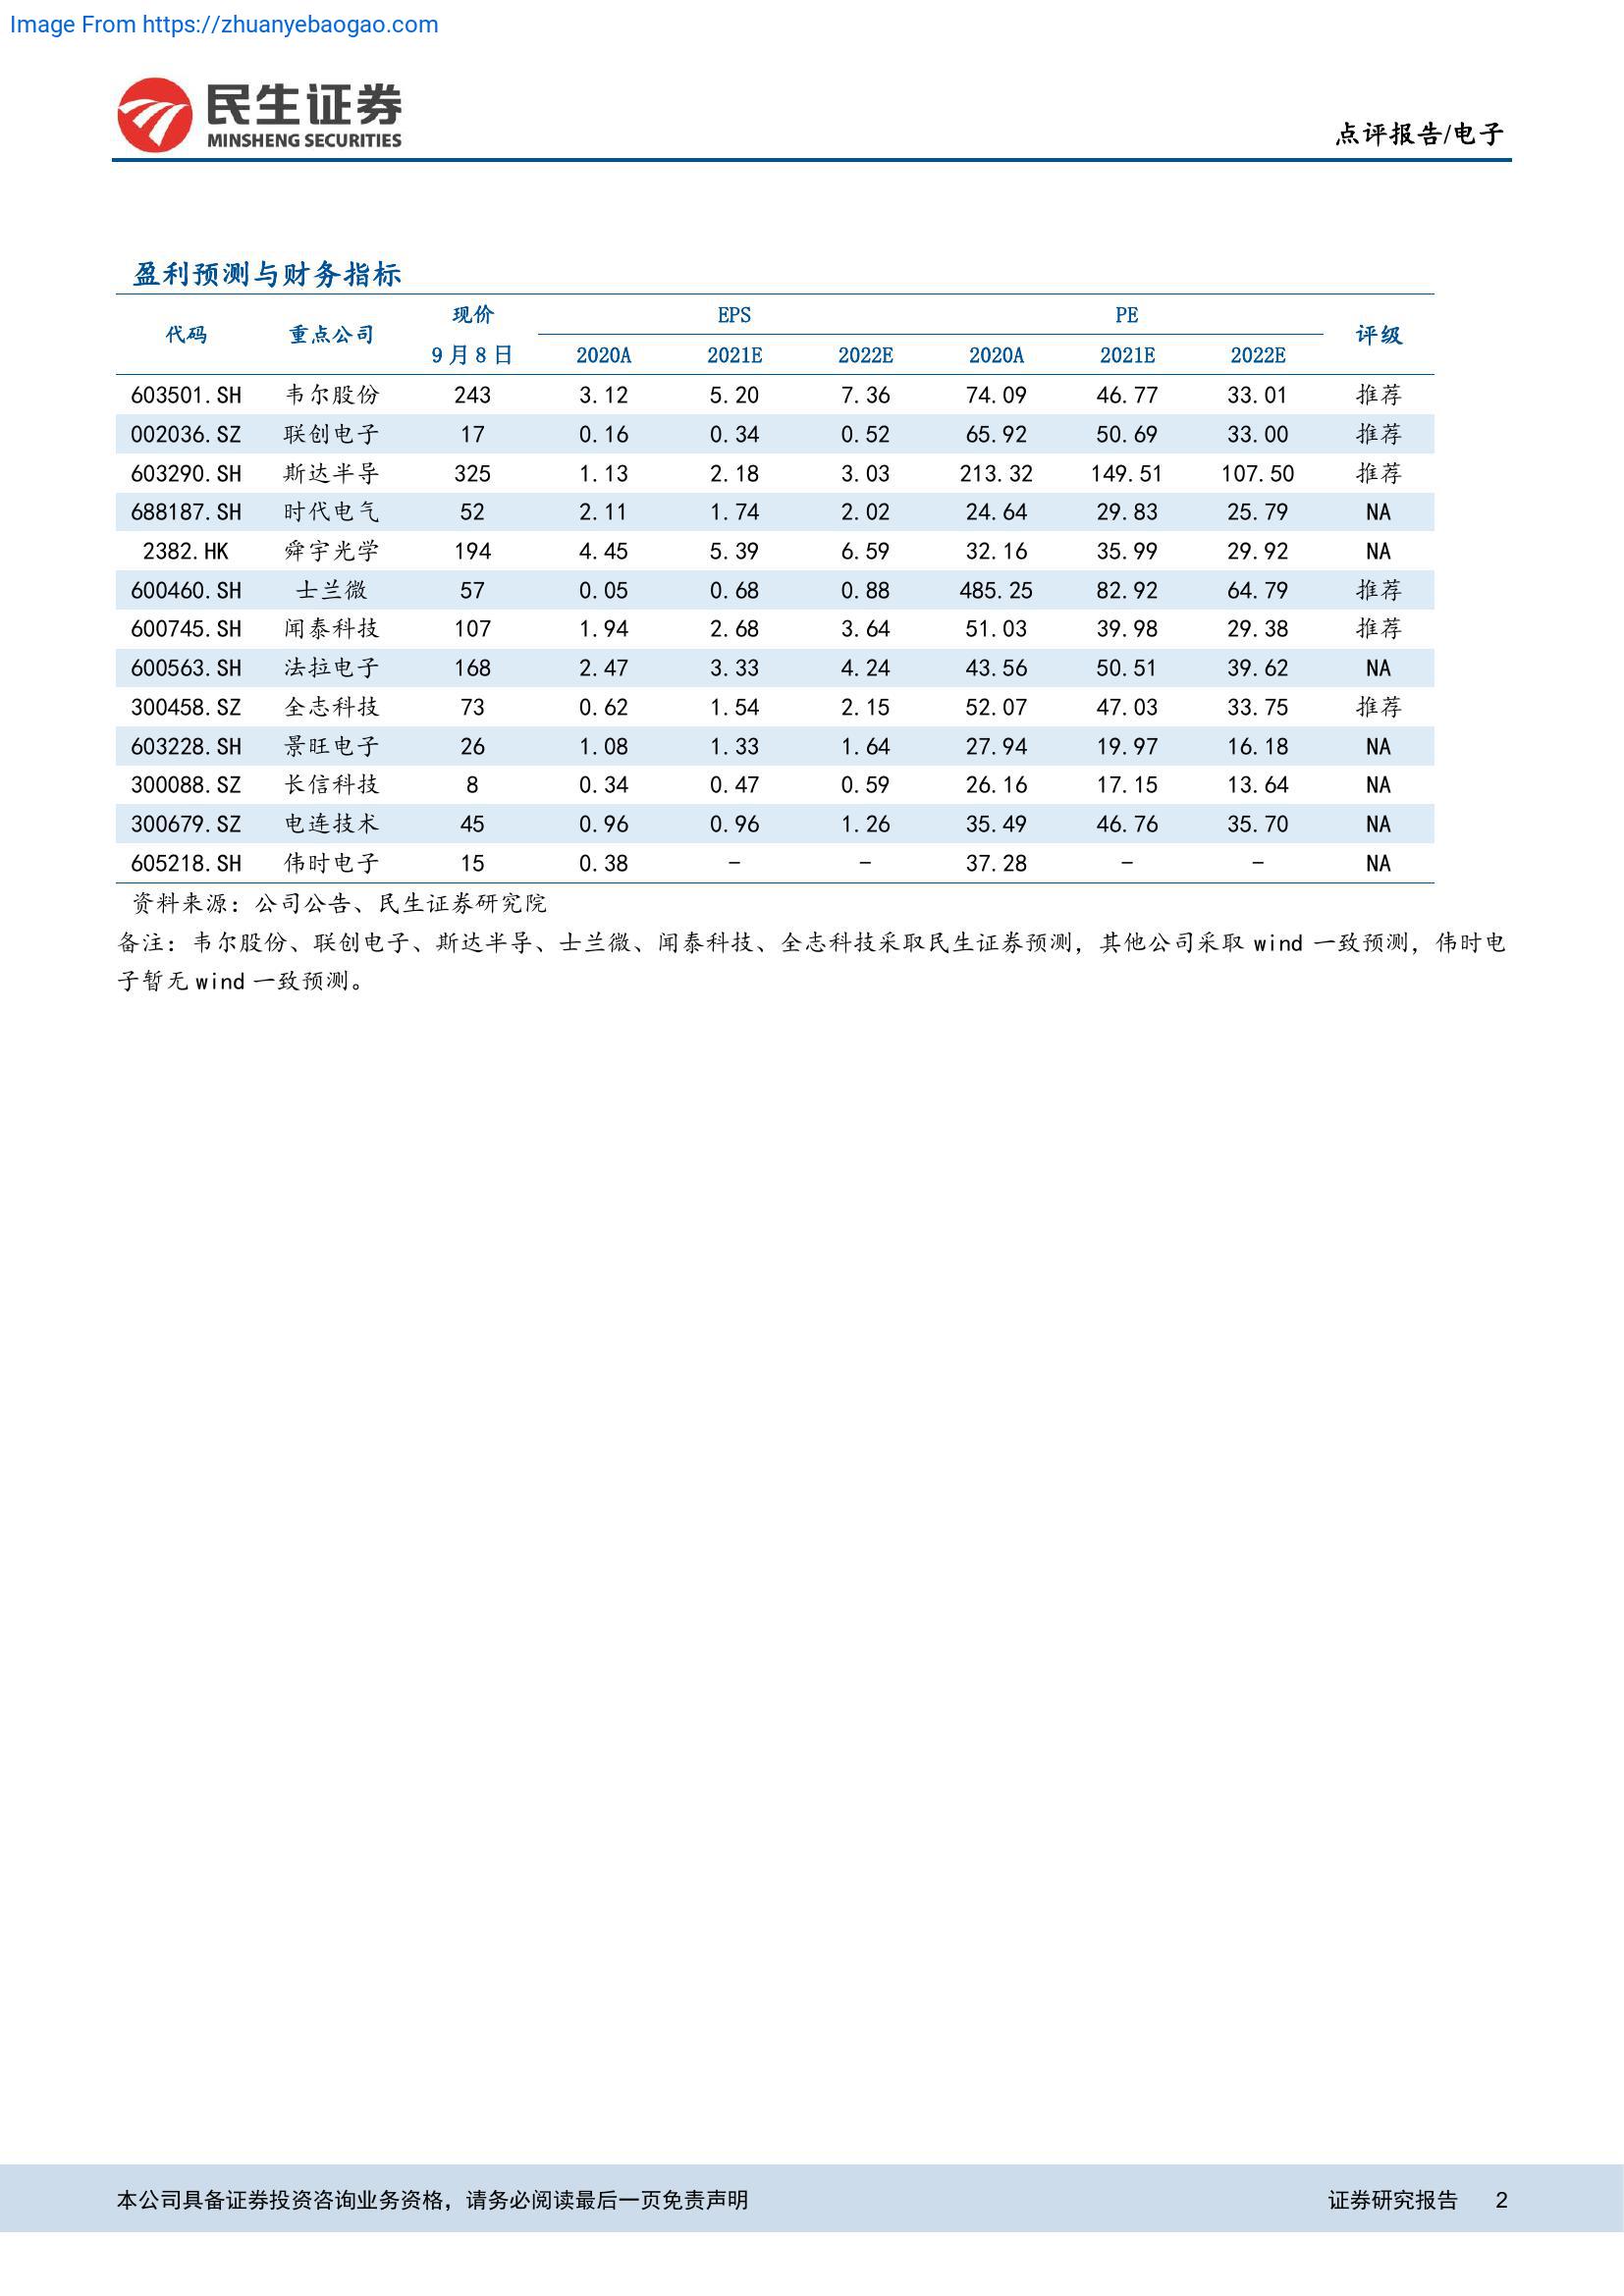 Image From https://zhuanyebaogao.com
民生证券
MINSHENG SECURITIES
点评报告/电子
盈利预测与财务指标
代码 重点公司 现价 EPS PE 评级
9月8日 2020A 2021E 2022E 2020A 2021E 2022E
603501.SH 韦尔股份 243 3.12 5.20 7.36 74.09 46.77 33.01 推荐
002036.SZ 联创电子 17 0.16 0.34 0.52 65.92 50.69 33.00 推荐
603290.SH 斯达半导 325 1.13 2.18 3.03 213.32 149.51 107.50 推荐
688187.SH 时代电气 52 2.11 1.74 2.02 24.64 29.83 25.79 NA
2382.HK 舜宇光学 194 4.45 5.39 6.59 32.16 35.99 29.92 NA
600460.SH 士兰微 57 0.05 0.68 0.88 485.25 82.92 64.79 推荐
600745.SH 闻泰科技 107 1.94 2.68 3.64 51.03 39.98 29.38 推荐
600563.SH 法拉电子 168 2.47 3.33 4.24 43.56 50.51 39.62 NA
300458.SZ 全志科技 73 0.62 1.54 2.15 52.07 47.03 33.75 推荐
603228.SH 景旺电子 26 1.08 1.33 1.64 27.94 19.97 16.18 NA
300088.SZ 长信科技 8 0.34 0.47 0.59 26.16 17.15 13.64 NA
300679.SZ 电连技术 45 0.96 0.96 1.26 35.49 46.76 35.70 NA
605218.SH 伟时电子 15 0.38 - - 37.28 - - NA
资料来源：公司公告、民生证券研究院
备注：韦尔股份、联创电子、斯达半导、士兰微、闻泰科技、全志科技采取民生证券预测，其他公司采取 wind 一致预测，伟时电
子暂无 wind 一致预测。
本公司具备证券投资咨询业务资格，请务必阅读最后一页免责声明 证券研究报告 2